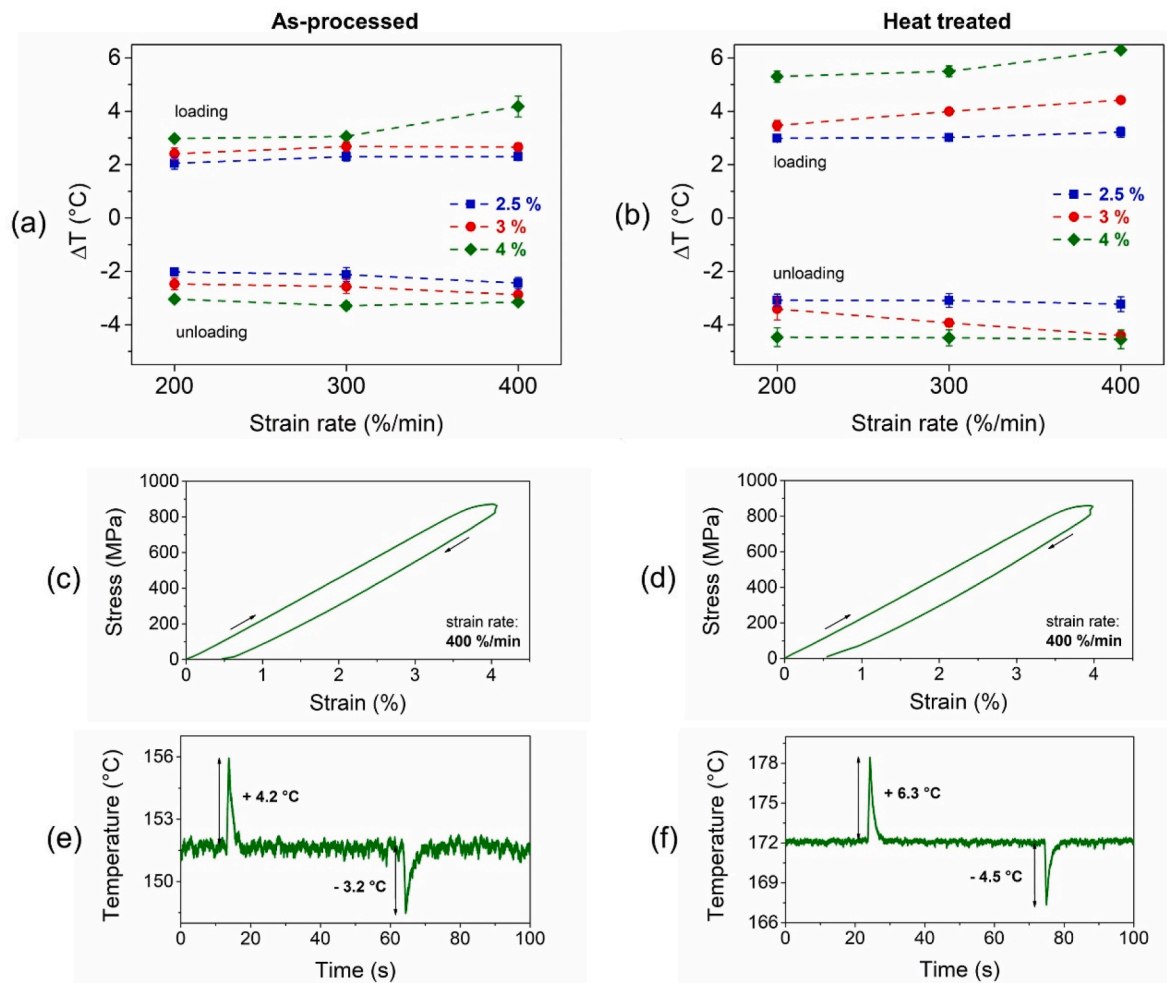 As-processed
Heat treated
(a)
ΔT (°C)
6
4
2
0
-2
-4
loading
2.5 %
3 %
4 %
unloading
200
300
400
Strain rate (%/min)
(b)
ΔT (°C)
6
4
2
0
-2
-4
loading
2.5 %
3 %
4 %
unloading
200
300
400
Strain rate (%/min)
(c)
Stress (MPa)
1000
800
600
400
200
0
strain rate:
400 %/min
0
1
2
3
4
Strain (%)
(d)
Stress (MPa)
1000
800
600
400
200
0
strain rate:
400 %/min
0
1
2
3
4
Strain (%)
(e)
Temperature (°C)
156
153
150
+ 4.2 °C
- 3.2 °C
0
20
40
60
80
100
Time (s)
(f)
Temperature (°C)
178
175
172
169
166
+ 6.3 °C
- 4.5 °C
0
20
40
60
80
100
Time (s)